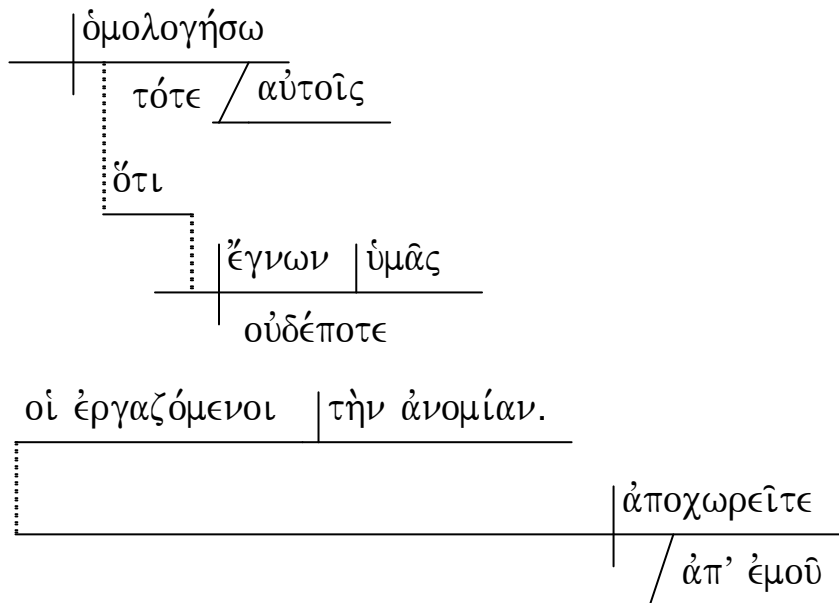 ὁμολογήσω
τότε αὐτοῖς
ὅτι
ἔγνων ὑμᾶς
οὐδέποτε
οἱ ἐργαζόμενοι τὴν ἀνομίαν.
ἀποχωρεῖτε
ἀπ’ ἐμοῦ